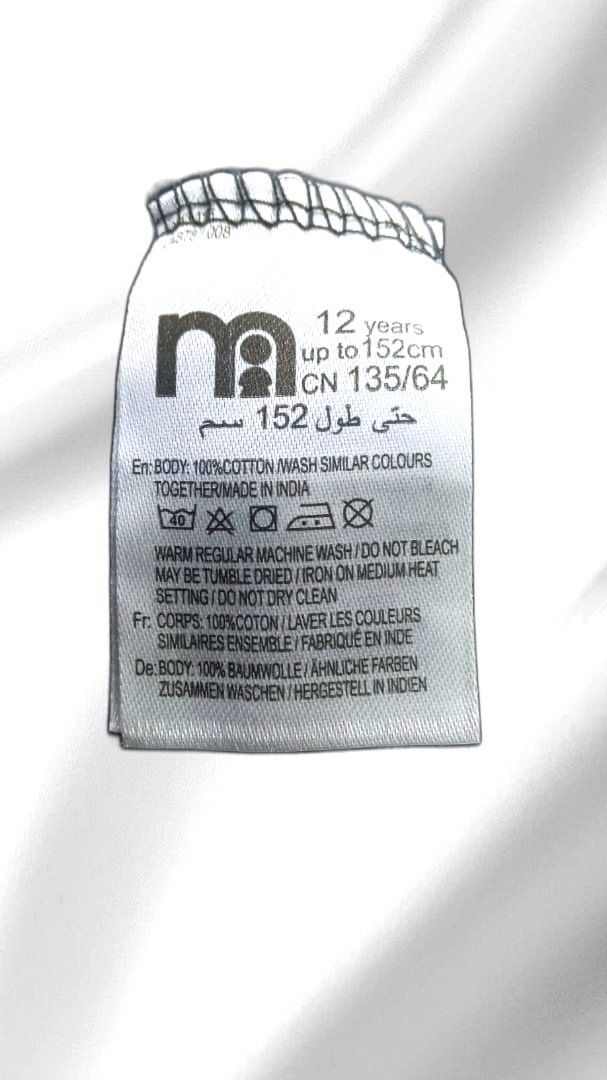 12 years
up to 152cm
CN 135/64
حتى طول 152 سم
En: BODY: 100%COTTON /WASH SIMILAR COLOURS
TOGETHER/MADE IN INDIA
40
WARM REGULAR MACHINE WASH / DO NOT BLEACH
MAY BE TUMBLE DRIED / IRON ON MEDIUM HEAT
SETTING / DO NOT DRY CLEAN
Fr: CORPS: 100%COTON / LAVER LES COULEURS
SIMILAIRES ENSEMBLE / FABRIQUÉ EN INDE
De: BODY: 100% BAUMWOLLE / ÄHNLICHE FARBEN
ZUSAMMEN WASCHEN / HERGESTELL IN INDIEN